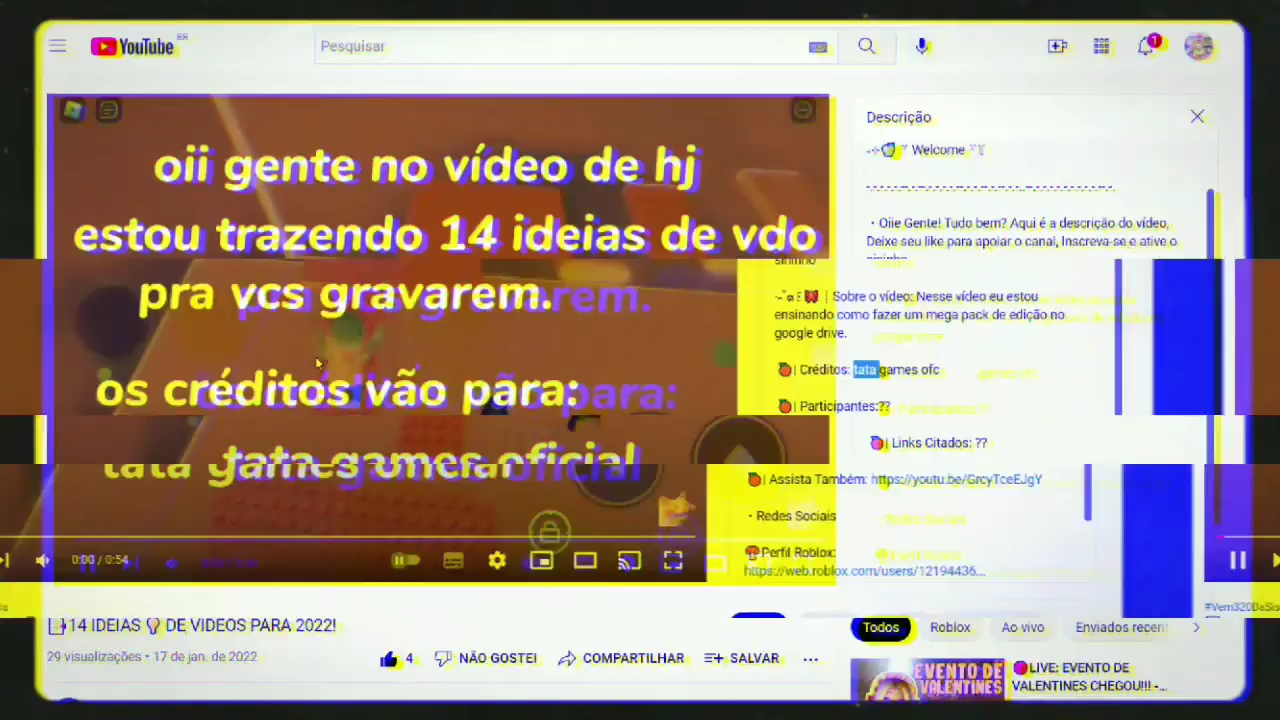 YouTube BR
Pesquisar
1
oii gente no vídeo de hj
estou trazendo 14 ideias de vdo
pra vcs gravarem.
os créditos vão para:
tata games oficial
0:00 / 0:54
Descrição
Welcome
• Oiie Gente! Tudo bem? Aqui é a descrição do vídeo,
Deixe seu like para apoiar o canal, Inscreva-se e ative o
sininho
| Sobre o vídeo: Nesse vídeo eu estou
ensinando como fazer um mega pack de edição no
google drive.
| Créditos: tata games ofc
| Participantes:??
| Links Citados: ??
| Assista Também: https://youtu.be/GrcyTceEJgY
• Redes Sociais
Perfil Roblox:
https://web.roblox.com/users/12194436...
14 IDEIAS DE VIDEOS PARA 2022!
29 visualizações • 17 de jan. de 2022
4 NÃO GOSTEI COMPARTILHAR SALVAR ...
Todos Roblox Ao vivo Enviados recen
EVENTO DE
VALENTINES
LIVE: EVENTO DE
VALENTINES CHEGOU!!! -...